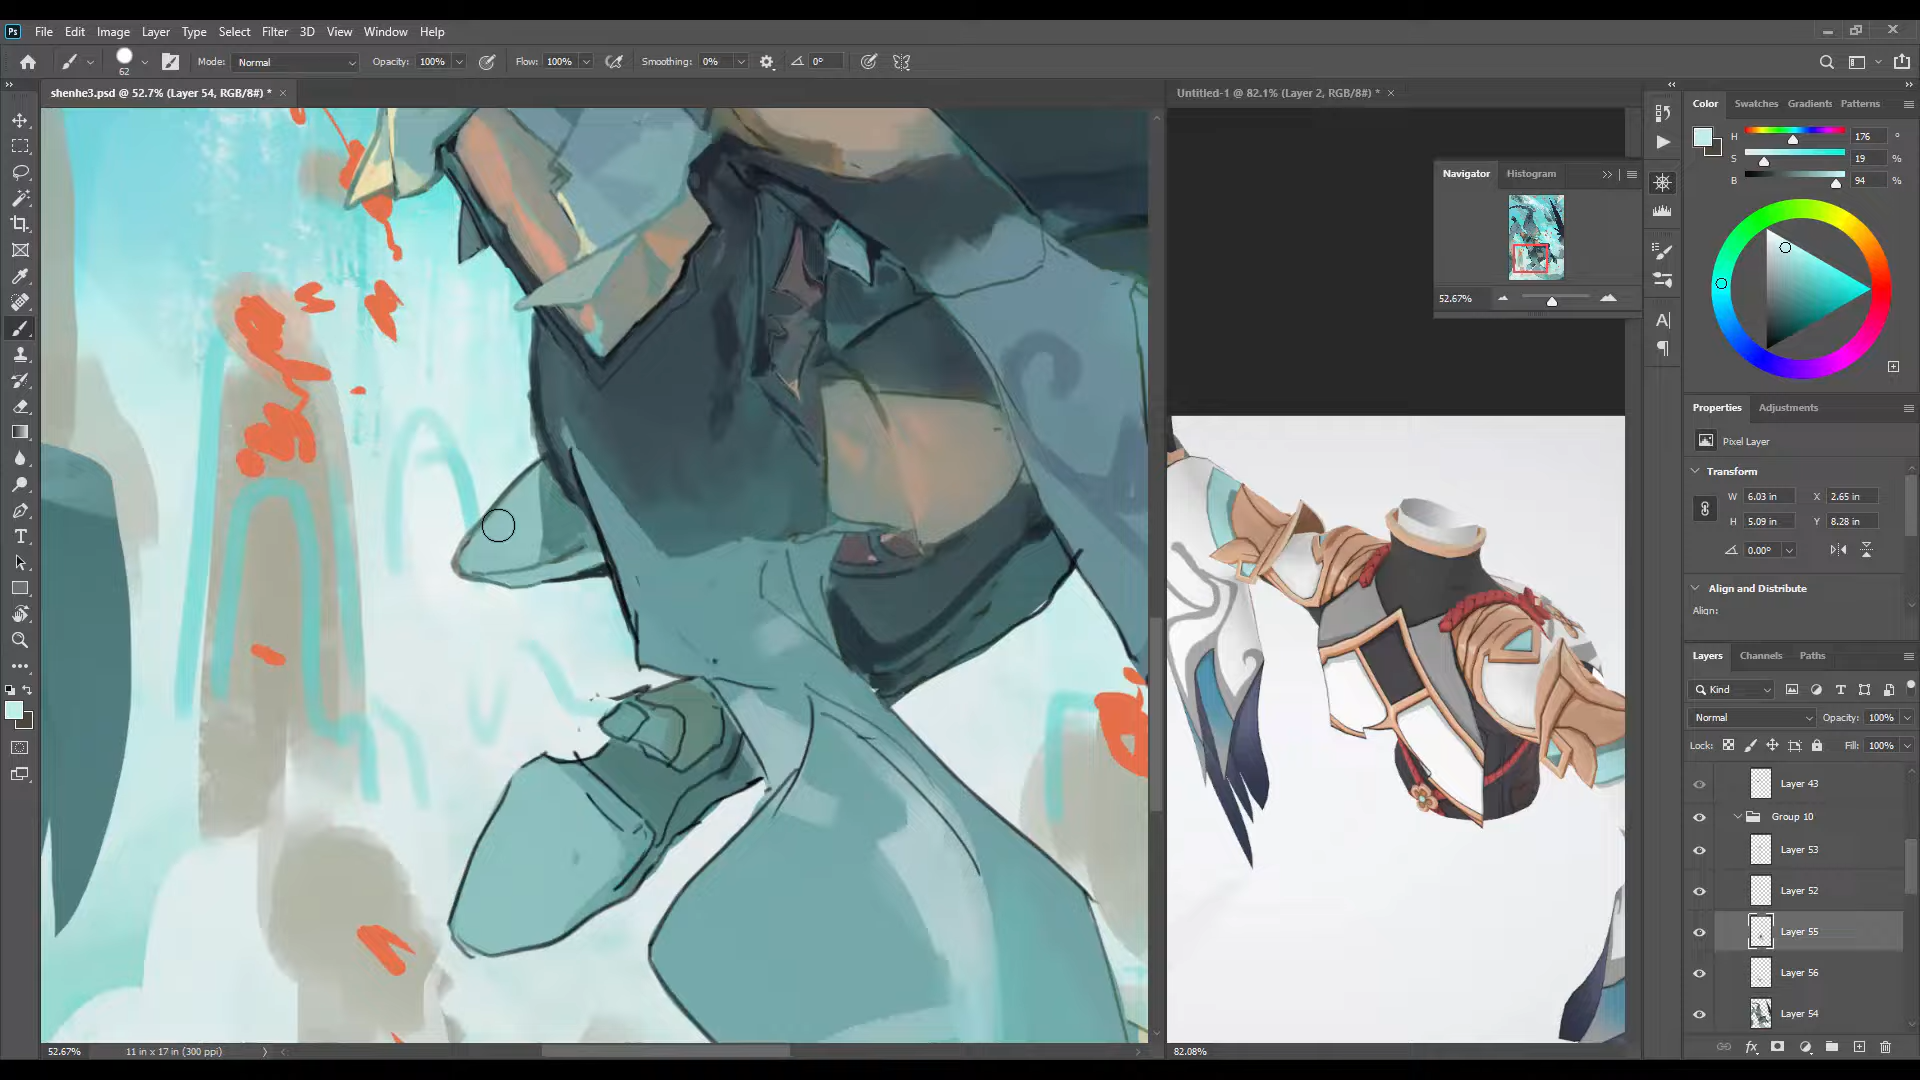 Ps File Edit Image Layer Type Select Filter 3D View Window Help
62 Mode: Normal Opacity: 100% Flow: 100% Smoothing: 0% 0°
shenhe3.psd @ 52.7% (Layer 54, RGB/8#) * ×
Untitled-1 @ 82.1% (Layer 2, RGB/8#) * ×
Color Swatches Gradients Patterns
H 176 °
S 19 %
B 94 %
Navigator Histogram
52.67%
Properties Adjustments
Pixel Layer
Transform
W 6.03 in X 2.65 in
H 5.09 in Y 8.28 in
0.00°
Align and Distribute
Align:
Layers Channels Paths
Kind
Normal Opacity: 100%
Lock: Fill: 100%
Layer 43
Group 10
Layer 53
Layer 52
Layer 55
Layer 56
Layer 54
52.67% 11 in x 17 in (300 ppi)
82.08%